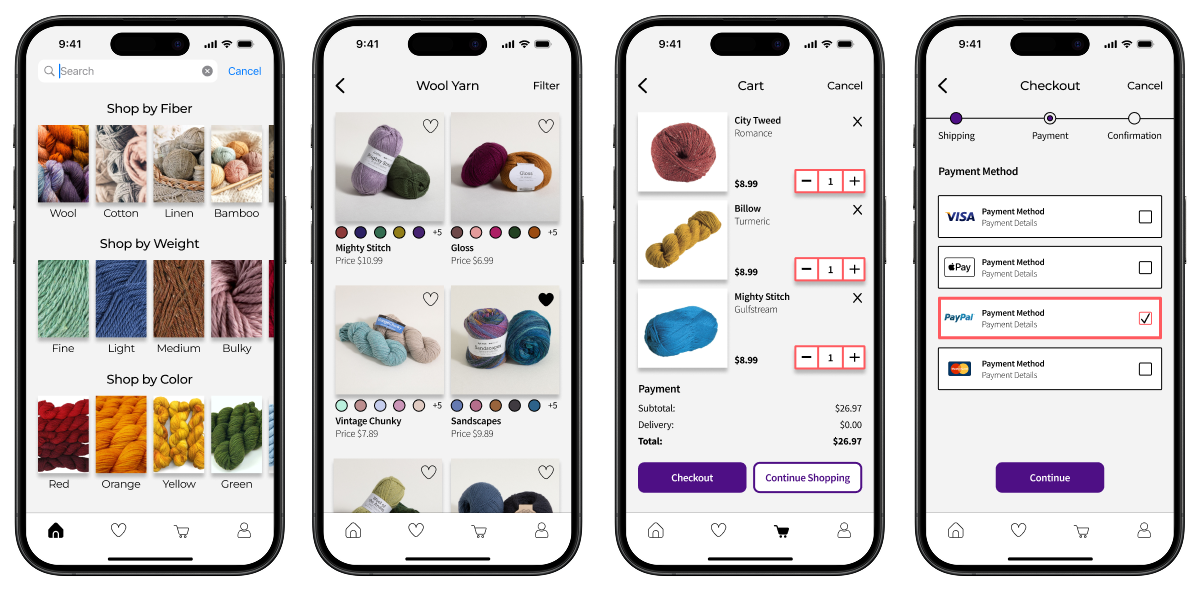 9:41
Search
Cancel
Shop by Fiber
Wool Cotton Linen Bamboo
Shop by Weight
Fine Light Medium Bulky
Shop by Color
Red Orange Yellow Green
9:41
Wool Yarn Filter
Mighty Stitch
Gloss
+5 +5
Mighty Stitch Gloss
Price $10.99 Price $6.99
Sandscapes
+5 +5
Vintage Chunky Sandscapes
Price $7.89 Price $9.89
9:41
Cart Cancel
City Tweed
Romance
$8.99 1
Billow
Turmeric
$8.99 1
Mighty Stitch
Gulfstream
$8.99 1
Payment
Subtotal: $26.97
Delivery: $0.00
Total: $26.97
Checkout Continue Shopping
9:41
Checkout Cancel
Shipping Payment Confirmation
Payment Method
VISA
Payment Method
Payment Details
Pay
Payment Method
Payment Details
PayPal
Payment Method
Payment Details
MasterCard
Payment Method
Payment Details
Continue